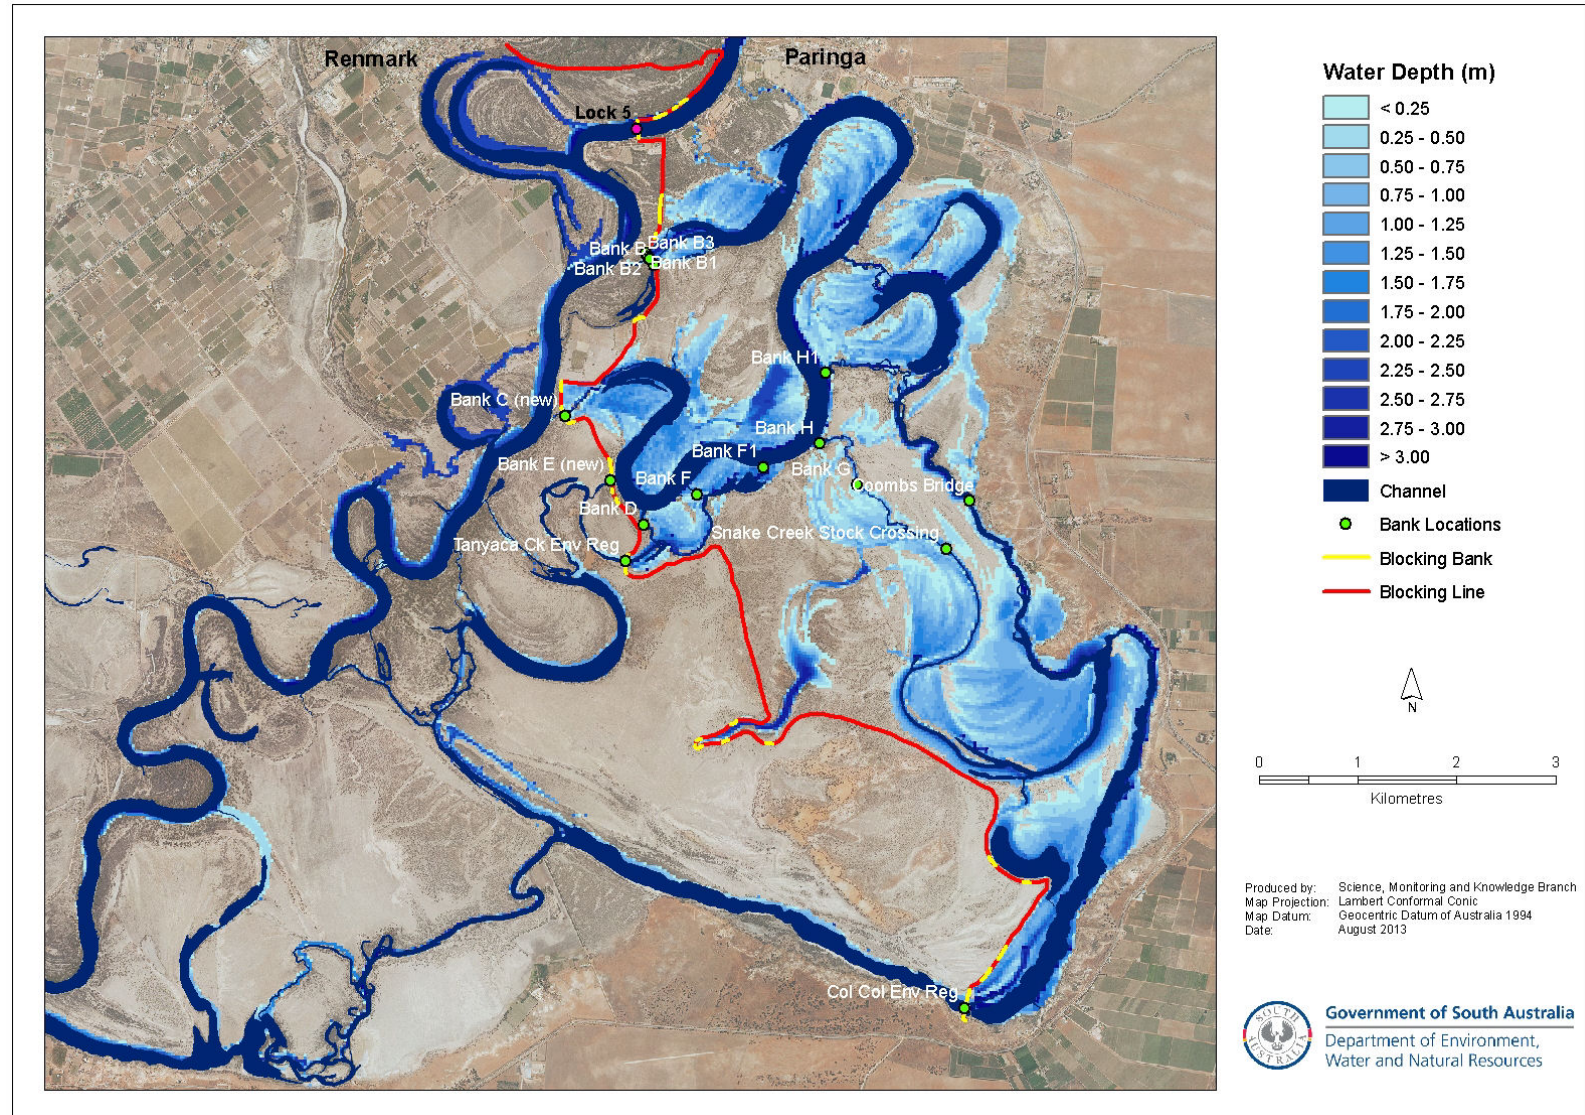 Renmark
Paringa
Lock 5
Bank B
Bank B3
Bank B2
Bank B1
Bank H1
Bank C (new)
Bank H
Bank F1
Bank E (new)
Bank G
Bank F
Coombs Bridge
Bank D
Snake Creek Stock Crossing
Tanyaca Ck Env Reg
Col Col Env Reg
Water Depth (m)
< 0.25
0.25 - 0.50
0.50 - 0.75
0.75 - 1.00
1.00 - 1.25
1.25 - 1.50
1.50 - 1.75
1.75 - 2.00
2.00 - 2.25
2.25 - 2.50
2.50 - 2.75
2.75 - 3.00
> 3.00
Channel
Bank Locations
Blocking Bank
Blocking Line
N
0 1 2 3
Kilometres
Produced by: Science, Monitoring and Knowledge Branch
Map Projection: Lambert Conformal Conic
Map Datum: Geocentric Datum of Australia 1994
Date: August 2013
SOUTH AUSTRALIA
Government of South Australia
Department of Environment,
Water and Natural Resources